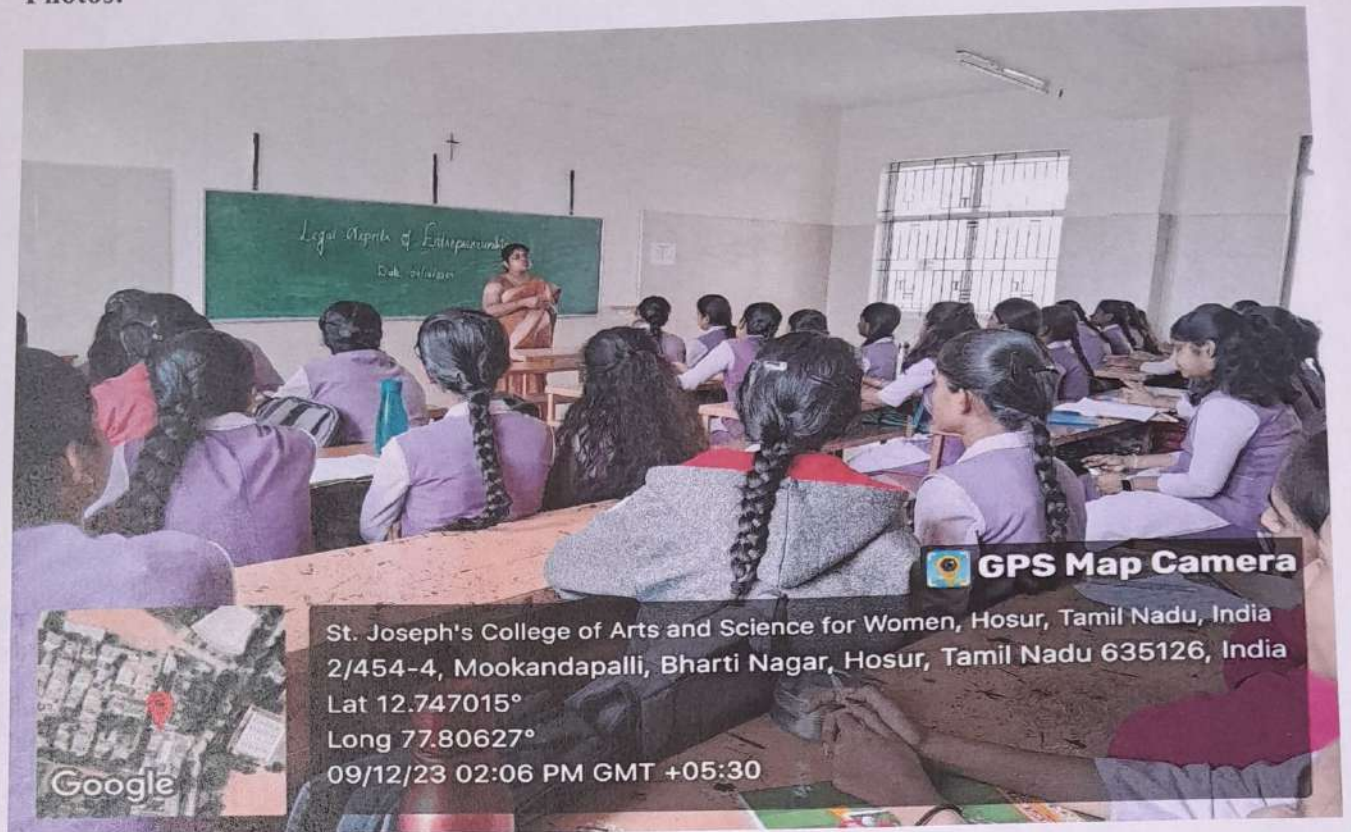 Photos:
Legal Aspects of Entrepreneurship
GPS Map Camera
St. Joseph's College of Arts and Science for Women, Hosur, Tamil Nadu, India
2/454-4, Mookandapalli, Bharti Nagar, Hosur, Tamil Nadu 635126, India
Lat 12.747015°
Long 77.80627°
09/12/23 02:06 PM GMT +05:30
Google